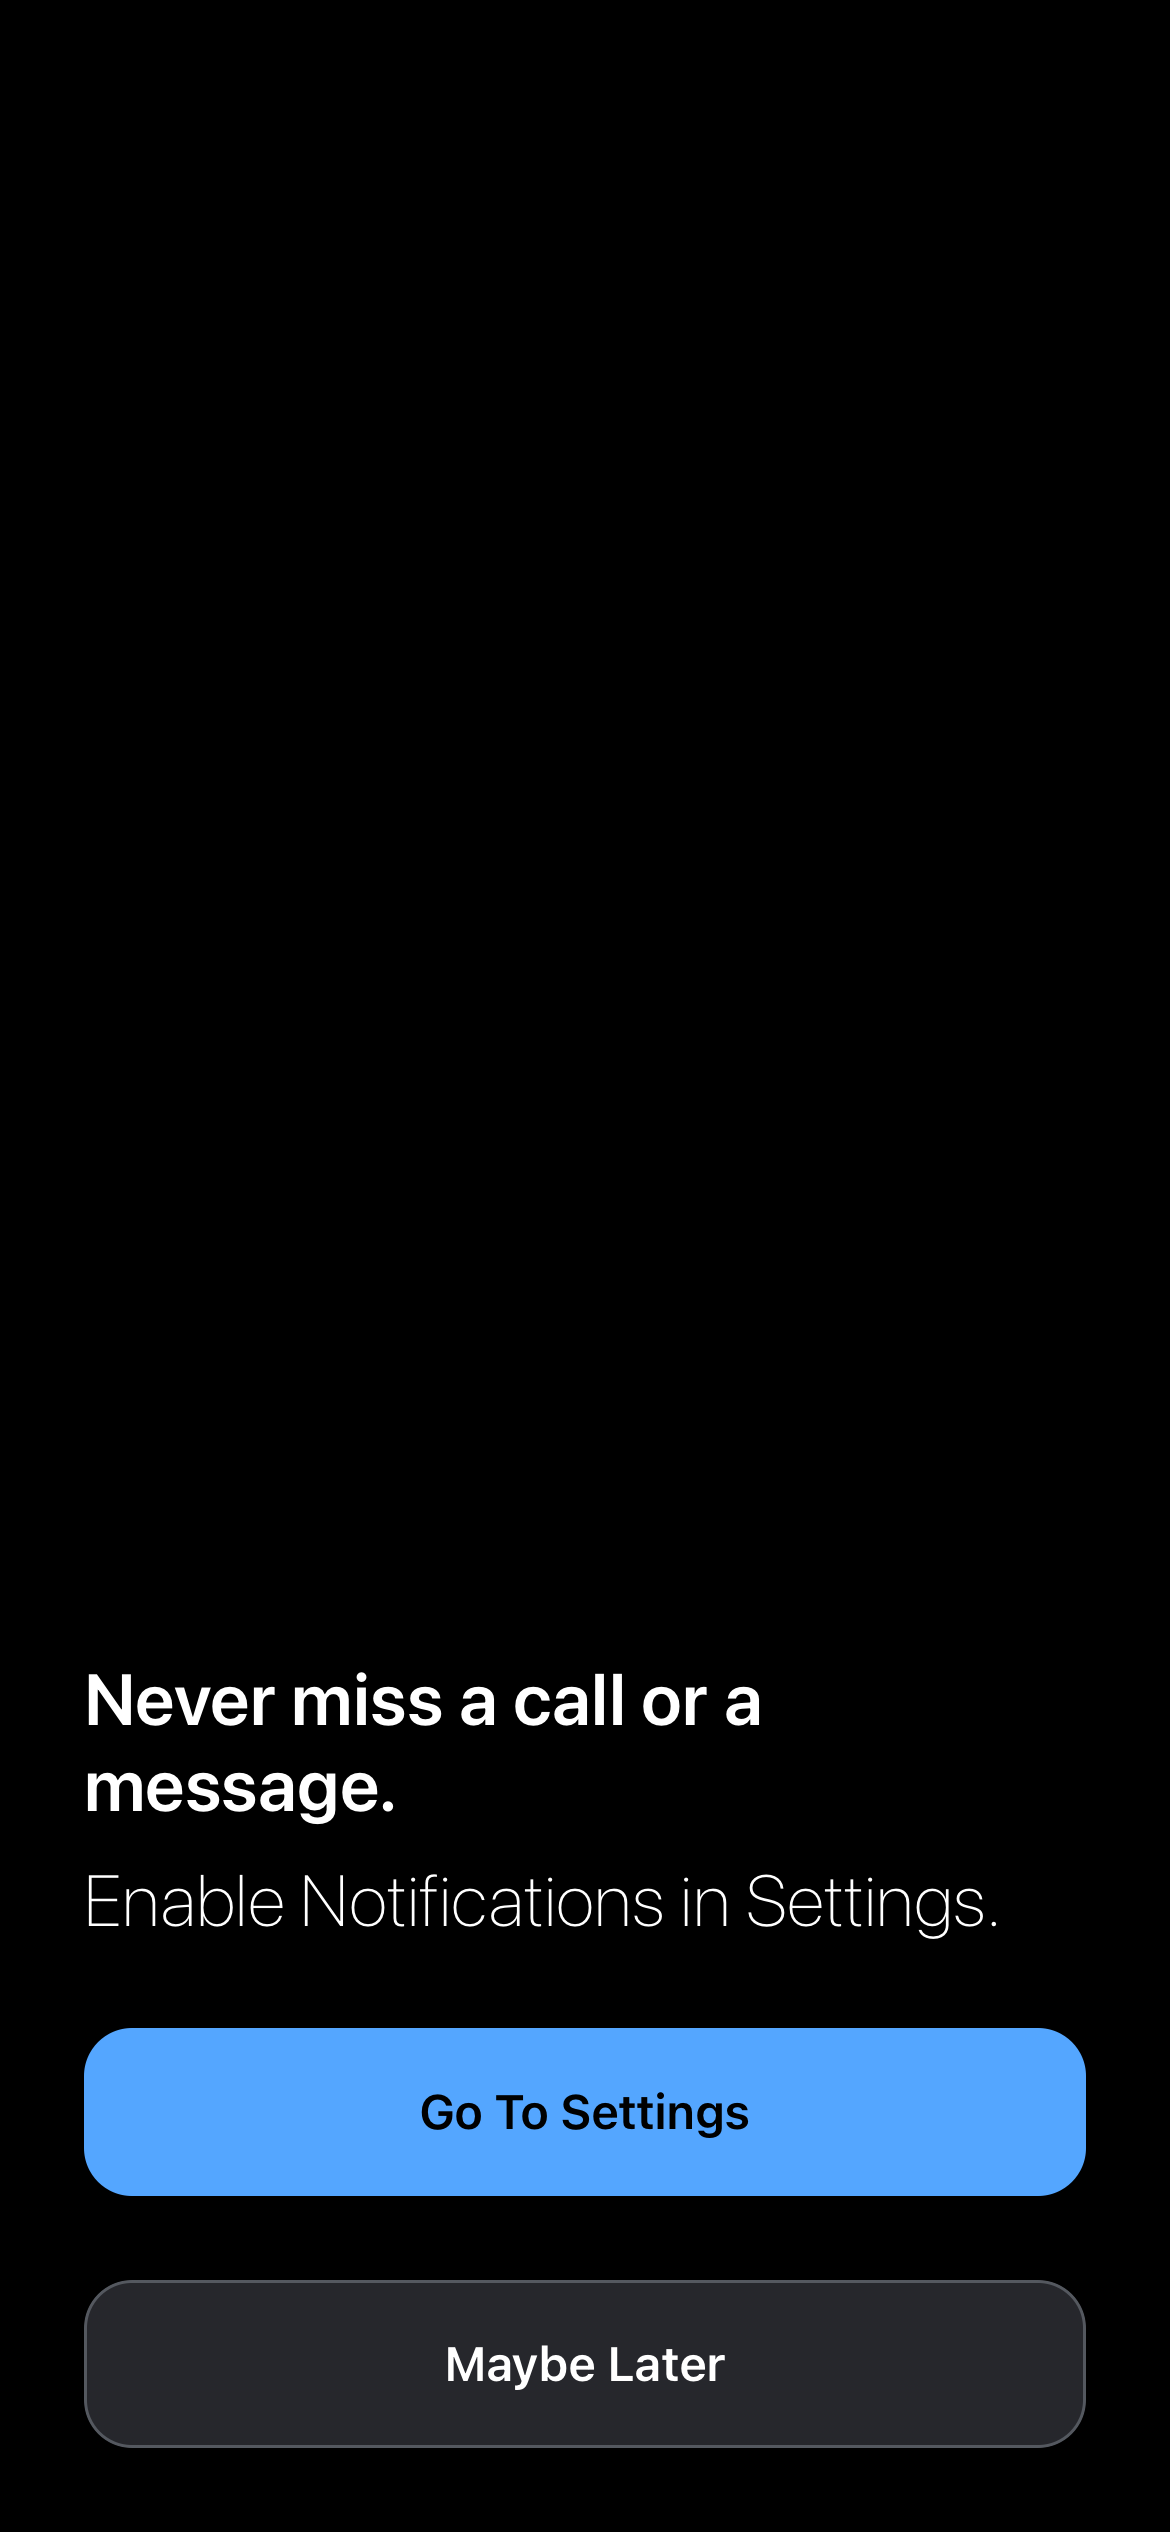 Never miss a call or a
message.
Enable Notifications in Settings.
Go To Settings
Maybe Later